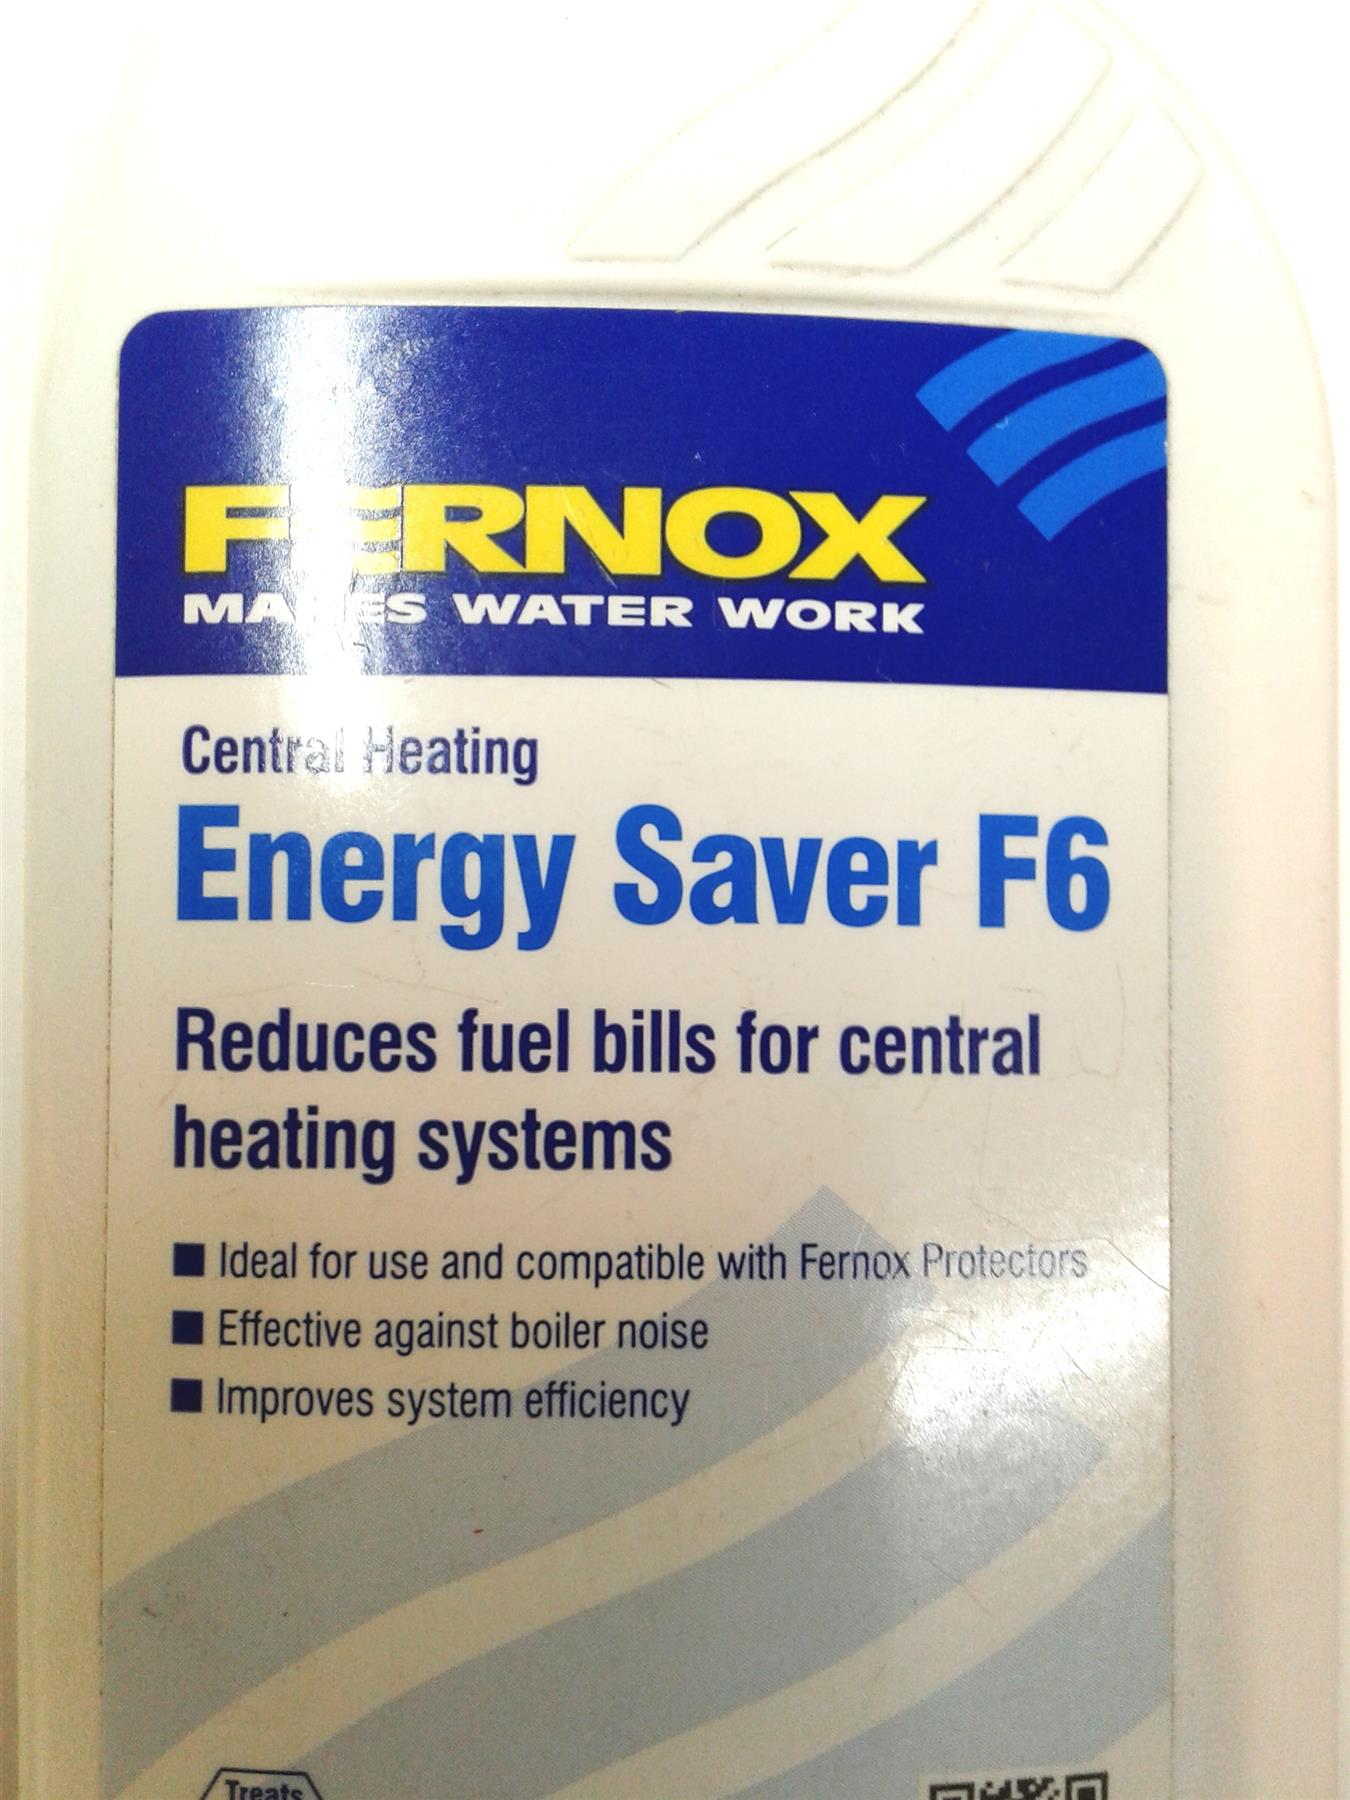 FERNOX
MAKES WATER WORK
Central Heating
Energy Saver F6
Reduces fuel bills for central
heating systems
■ Ideal for use and compatible with Fernox Protectors
■ Effective against boiler noise
■ Improves system efficiency
Treats